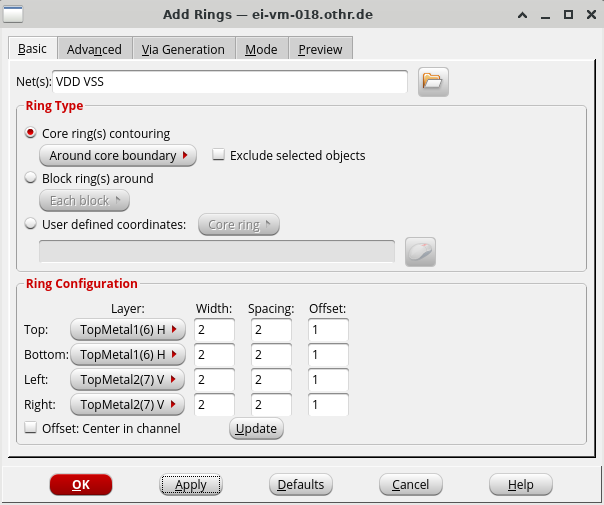 Add Rings — ei-vm-018.othr.de
Basic Advanced Via Generation Mode Preview
Net(s): VDD VSS
Ring Type
Core ring(s) contouring
Around core boundary Exclude selected objects
Block ring(s) around
Each block
User defined coordinates: Core ring
Ring Configuration
Layer: Width: Spacing: Offset:
Top: TopMetal1(6) H 2 2 1
Bottom: TopMetal1(6) H 2 2 1
Left: TopMetal2(7) V 2 2 1
Right: TopMetal2(7) V 2 2 1
Offset: Center in channel Update
OK Apply Defaults Cancel Help